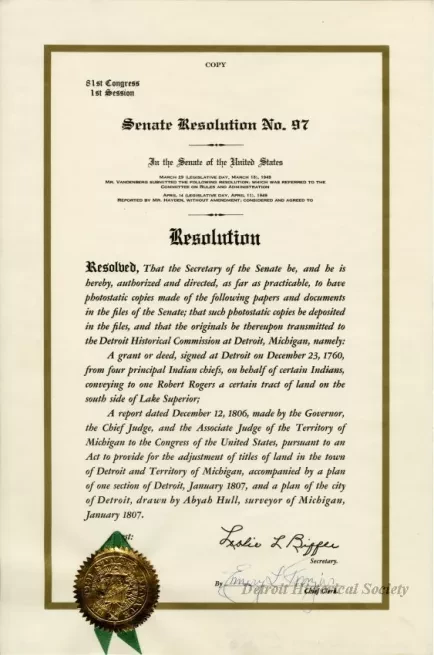 COPY
81st Congress
1st Session
Senate Resolution No. 97
In the Senate of the United States
MARCH 29 (LEGISLATIVE DAY, MARCH 18), 1949
MR. VANDENBERG SUBMITTED THE FOLLOWING RESOLUTION; WHICH WAS REFERRED TO THE
COMMITTEE ON RULES AND ADMINISTRATION
APRIL 14 (LEGISLATIVE DAY, APRIL 11), 1949
REPORTED BY MR. HAYDEN, WITHOUT AMENDMENT; CONSIDERED AND AGREED TO
Resolution
Resolved, That the Secretary of the Senate be, and he is
hereby, authorized and directed, as far as practicable, to have
photostatic copies made of the following papers and documents
in the files of the Senate; that such photostatic copies be deposited
in the files, and that the originals be thereupon transmitted to
the Detroit Historical Commission at Detroit, Michigan, namely:
A grant or deed, signed at Detroit on December 23, 1760,
from four principal Indian chiefs, on behalf of certain Indians,
conveying to one Robert Rogers a certain tract of land on the
south side of Lake Superior;
A report dated December 12, 1806, made by the Governor,
the Chief Judge, and the Associate Judge of the Territory of
Michigan to the Congress of the United States, pursuant to an
Act to provide for the adjustment of titles of land in the town
of Detroit and Territory of Michigan, accompanied by a plan
of one section of Detroit, January 1807, and a plan of the city
of Detroit, drawn by Abyah Hull, surveyor of Michigan,
January 1807.
Leslie L Biffle
Secretary.
By
Chief Clerk.
Detroit Historical Society